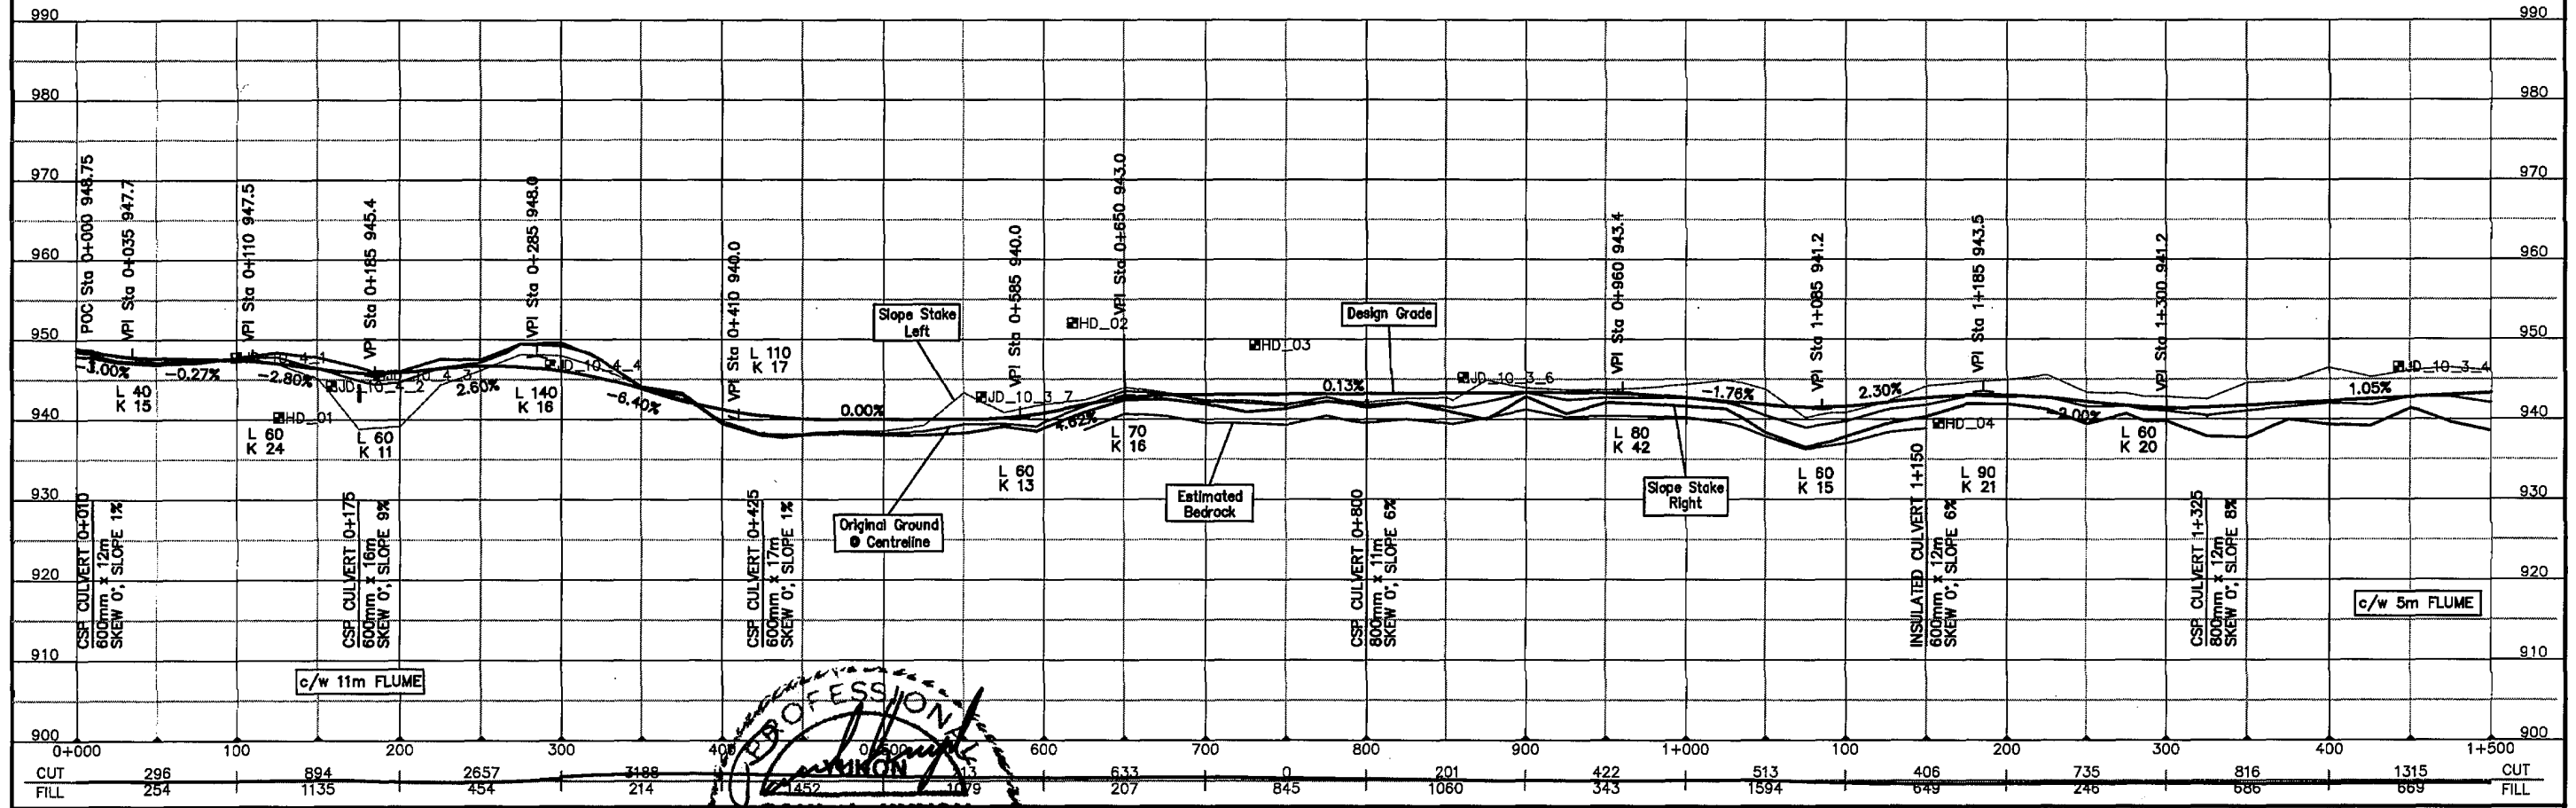 990 990
980 980
970 970
960 960
950 950
940 940
930 930
920 920
910 910
900 900
POC Sta 0+000 948.75
VPI Sta 0+035 947.7
VPI Sta 0+110 947.5
VPI Sta 0+185 945.4
VPI Sta 0+285 948.0
VPI Sta 0+410 940.0
VPI Sta 0+585 940.0
VPI Sta 0+650 943.0
VPI Sta 0+960 943.4
VPI Sta 1+085 941.2
VPI Sta 1+185 943.5
VPI Sta 1+300 941.2
-3.00%
-0.27%
-2.80%
2.60%
-6.40%
0.00%
4.62%
0.13%
-1.76%
2.30%
-2.00%
1.05%
JD_10_4_1
JD_10_4_2
JD_10_4_3
JD_10_4_4
HD_01
JD_10_3_7
HD_02
HD_03
JD_10_3_6
HD_04
JD_10_3_4
L 40
K 15
L 60
K 24
L 60
K 11
L 140
K 16
L 110
K 17
L 60
K 13
L 70
K 16
L 80
K 42
L 60
K 15
L 90
K 21
L 60
K 20
Slope Stake
Left
Design Grade
Original Ground
@ Centreline
Estimated
Bedrock
Slope Stake
Right
CSP CULVERT 0+010
600mm x 12m
SKEW 0°, SLOPE 1%
CSP CULVERT 0+175
600mm x 16m
SKEW 0°, SLOPE 9%
CSP CULVERT 0+425
600mm x 17m
SKEW 0°, SLOPE 1%
CSP CULVERT 0+800
800mm x 11m
SKEW 0°, SLOPE 6%
INSULATED CULVERT 1+150
600mm x 12m
SKEW 0°, SLOPE 6%
CSP CULVERT 1+325
800mm x 12m
SKEW 0°, SLOPE 8%
c/w 11m FLUME
c/w 5m FLUME
PROFESSIONAL
YUKON
0+000 100 200 300 400 600 700 800 900 1+000 100 200 300 400 1+500
CUT 296 894 2657 3188 633 0 201 422 513 406 735 816 1315 CUT
FILL 254 1135 454 214 1452 1079 207 845 1060 343 1594 649 246 686 669 FILL